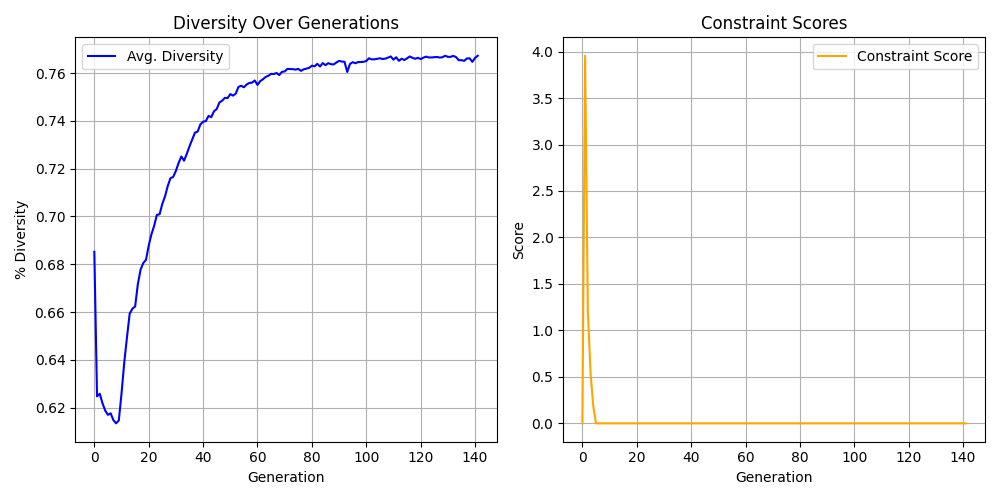 Diversity Over Generations
Avg. Diversity
% Diversity
0.76
0.74
0.72
0.70
0.68
0.66
0.64
0.62
0 20 40 60 80 100 120 140
Generation
Constraint Scores
Constraint Score
Score
4.0
3.5
3.0
2.5
2.0
1.5
1.0
0.5
0.0
0 20 40 60 80 100 120 140
Generation